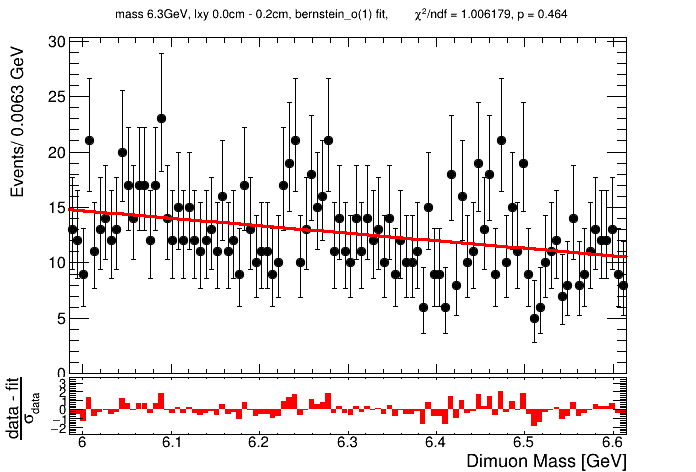 mass 6.3GeV, lxy 0.0cm - 0.2cm, bernstein_o(1) fit, χ²/ndf = 1.006179, p = 0.464
Events/ 0.0063 GeV
30
25
20
15
10
5
0
data - fit
σdata
3
2
1
0
−1
−2
6 6.1 6.2 6.3 6.4 6.5 6.6
Dimuon Mass [GeV]